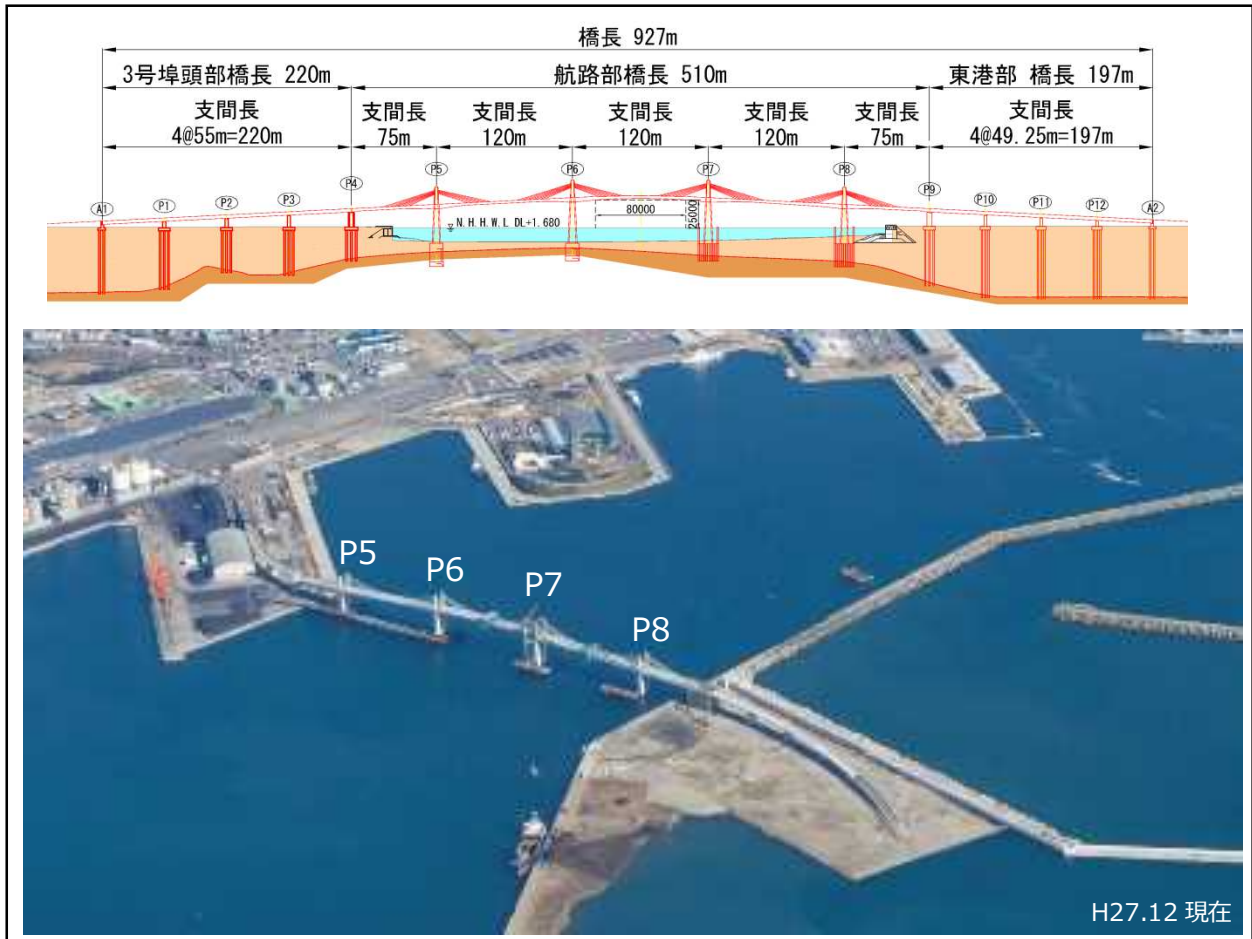 橋長 927m
3号埠頭部橋長 220m
航路部橋長 510m
東港部 橋長 197m
支間長
4@55m=220m
支間長
75m
支間長
120m
支間長
120m
支間長
120m
支間長
75m
支間長
4@49.25m=197m
A1
P1
P2
P3
P4
P5
P6
P7
P8
P9
P10
P11
P12
A2
N.H.H.W.L DL+1.680
80000
25000
P5
P6
P7
P8
H27.12 現在